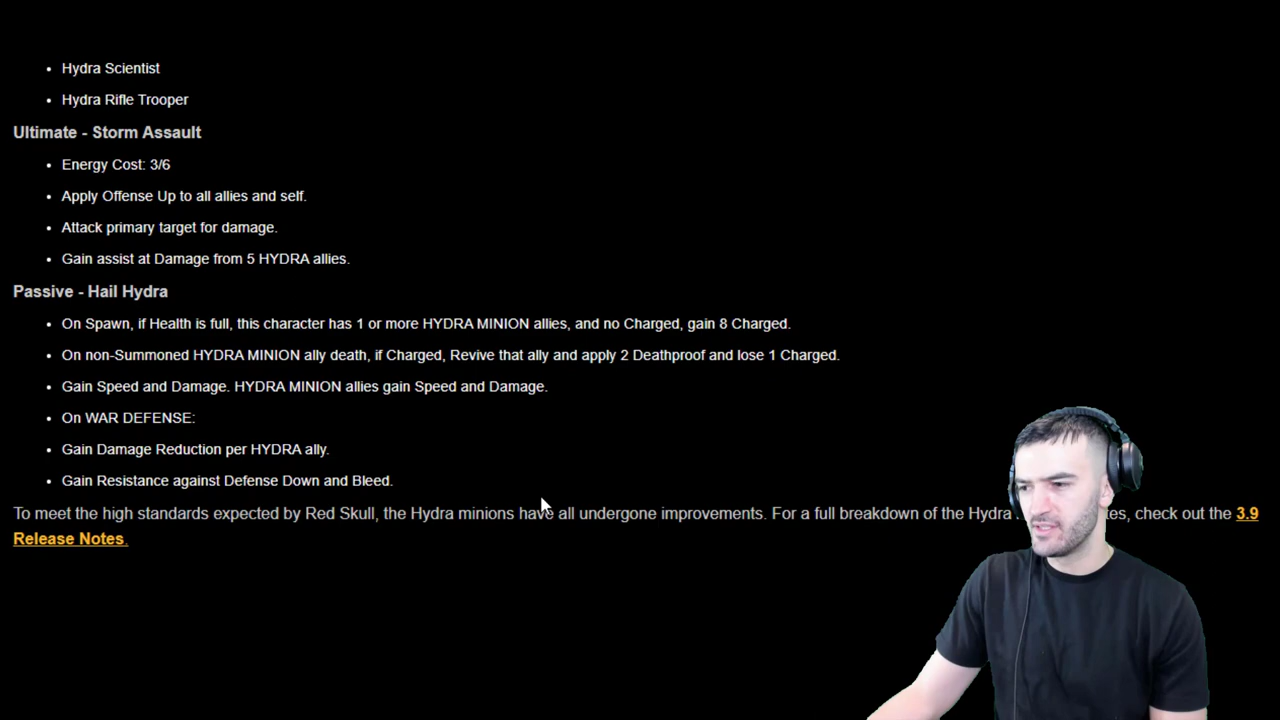 Hydra Scientist
Hydra Rifle Trooper
Ultimate - Storm Assault
Energy Cost: 3/6
Apply Offense Up to all allies and self.
Attack primary target for damage.
Gain assist at Damage from 5 HYDRA allies.
Passive - Hail Hydra
On Spawn, if Health is full, this character has 1 or more HYDRA MINION allies, and no Charged, gain 8 Charged.
On non-Summoned HYDRA MINION ally death, if Charged, Revive that ally and apply 2 Deathproof and lose 1 Charged.
Gain Speed and Damage. HYDRA MINION allies gain Speed and Damage.
On WAR DEFENSE:
Gain Damage Reduction per HYDRA ally.
Gain Resistance against Defense Down and Bleed.
To meet the high standards expected by Red Skull, the Hydra minions have all undergone improvements. For a full breakdown of the Hydra check out the 3.9
Release Notes.